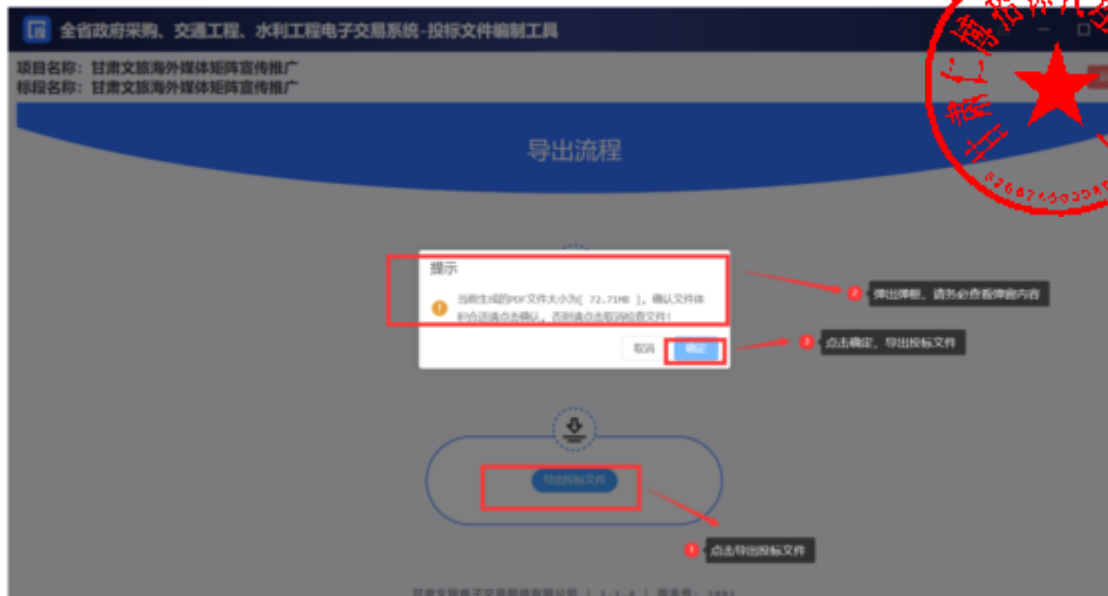 全省政府采购、交通工程、水利工程电子交易系统-投标文件编制工具
项目名称：甘肃文旅海外媒体矩阵宣传推广
标段名称：甘肃文旅海外媒体矩阵宣传推广
导出流程
提示
当前生成的PDF文件大小为[ 72.71MB ]，确认文件体
积合适请点击确认，否则请点击取消检查文件！
取消
确定
2 弹出弹框，请务必查看弹窗内容
3 点击确定，导出投标文件
导出投标文件
1 点击导出投标文件